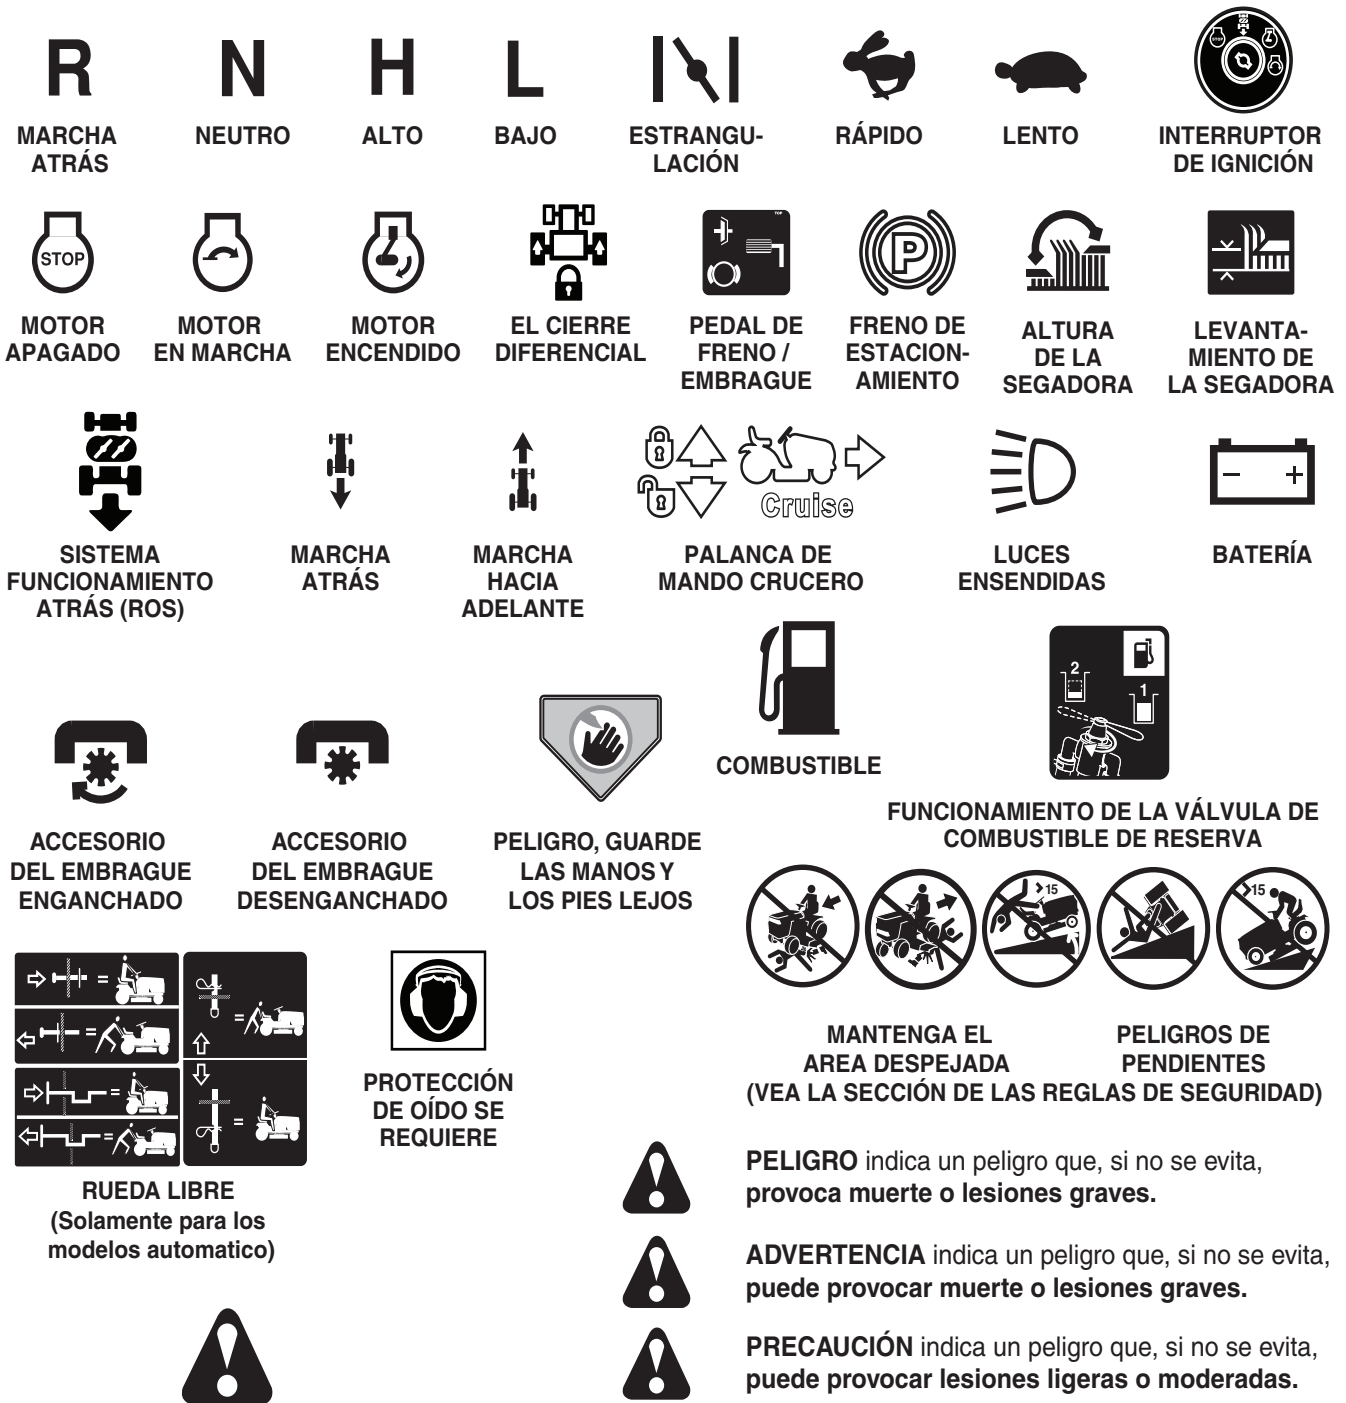 R N H L
MARCHA
ATRÁS
NEUTRO
ALTO
BAJO
ESTRANGU-
LACIÓN
RÁPIDO
LENTO
STOP
INTERRUPTOR
DE IGNICIÓN
STOP
MOTOR
APAGADO
MOTOR
EN MARCHA
MOTOR
ENCENDIDO
EL CIERRE
DIFERENCIAL
TOP
PEDAL DE
FRENO /
EMBRAGUE
P
FRENO DE
ESTACION-
AMIENTO
ALTURA
DE LA
SEGADORA
LEVANTA-
MIENTO DE
LA SEGADORA
SISTEMA
FUNCIONAMIENTO
ATRÁS (ROS)
MARCHA
ATRÁS
MARCHA
HACIA
ADELANTE
Cruise
PALANCA DE
MANDO CRUCERO
LUCES
ENSENDIDAS
- +
BATERÍA
ACCESORIO
DEL EMBRAGUE
ENGANCHADO
ACCESORIO
DEL EMBRAGUE
DESENGANCHADO
PELIGRO, GUARDE
LAS MANOS Y
LOS PIES LEJOS
COMBUSTIBLE
2
1
FUNCIONAMIENTO DE LA VÁLVULA DE
COMBUSTIBLE DE RESERVA
>15
>15
MANTENGA EL
AREA DESPEJADA
PELIGROS DE
PENDIENTES
(VEA LA SECCIÓN DE LAS REGLAS DE SEGURIDAD)
=
=
=
=
=
=
RUEDA LIBRE
(Solamente para los
modelos automatico)
PROTECCIÓN
DE OÍDO SE
REQUIERE
PELIGRO indica un peligro que, si no se evita,
provoca muerte o lesiones graves.
ADVERTENCIA indica un peligro que, si no se evita,
puede provocar muerte o lesiones graves.
PRECAUCIÓN indica un peligro que, si no se evita,
puede provocar lesiones ligeras o moderadas.